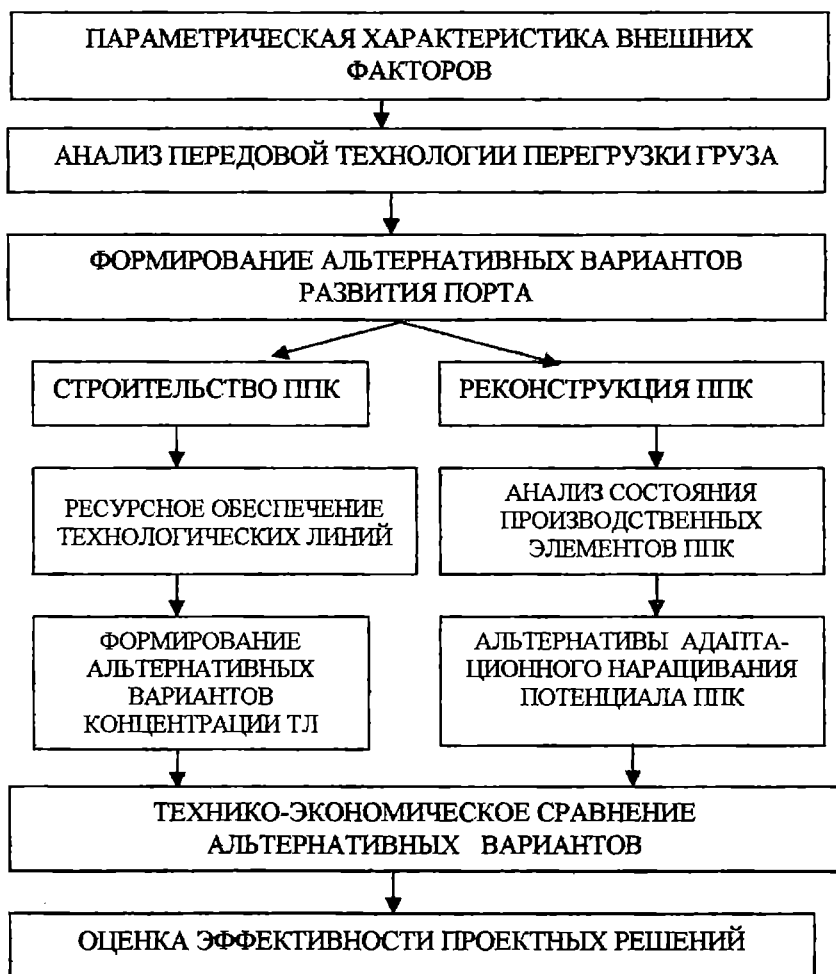 ПАРАМЕТРИЧЕСКАЯ ХАРАКТЕРИСТИКА ВНЕШНИХ
ФАКТОРОВ
АНАЛИЗ ПЕРЕДОВОЙ ТЕХНОЛОГИИ ПЕРЕГРУЗКИ ГРУЗА
ФОРМИРОВАНИЕ АЛЬТЕРНАТИВНЫХ ВАРИАНТОВ
РАЗВИТИЯ ПОРТА
СТРОИТЕЛЬСТВО ППК
РЕСУРСНОЕ ОБЕСПЕЧЕНИЕ
ТЕХНОЛОГИЧЕСКИХ ЛИНИЙ
ФОРМИРОВАНИЕ
АЛЬТЕРНАТИВНЫХ
ВАРИАНТОВ
КОНЦЕНТРАЦИИ ТЛ
РЕКОНСТРУКЦИЯ ППК
АНАЛИЗ СОСТОЯНИЯ
ПРОИЗВОДСТВЕННЫХ
ЭЛЕМЕНТОВ ППК
АЛЬТЕРНАТИВЫ АДАПТА-
ЦИОННОГО НАРАЩИВАНИЯ
ПОТЕНЦИАЛА ППК
ТЕХНИКО-ЭКОНОМИЧЕСКОЕ СРАВНЕНИЕ
АЛЬТЕРНАТИВНЫХ ВАРИАНТОВ
ОЦЕНКА ЭФФЕКТИВНОСТИ ПРОЕКТНЫХ РЕШЕНИЙ